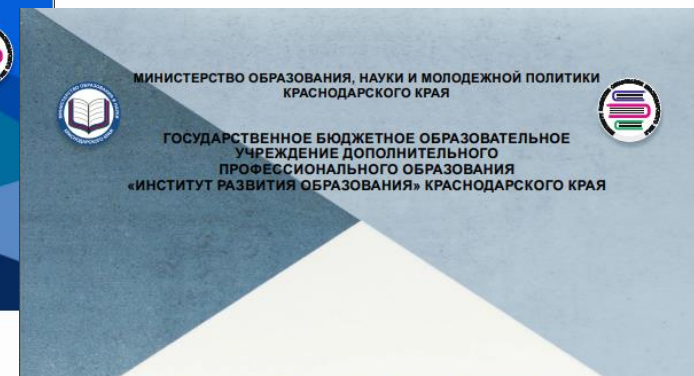 МИНИСТЕРСТВО ОБРАЗОВАНИЯ, НАУКИ И МОЛОДЕЖНОЙ ПОЛИТИКИ
КРАСНОДАРСКОГО КРАЯ
ГОСУДАРСТВЕННОЕ БЮДЖЕТНОЕ ОБРАЗОВАТЕЛЬНОЕ
УЧРЕЖДЕНИЕ ДОПОЛНИТЕЛЬНОГО
ПРОФЕССИОНАЛЬНОГО ОБРАЗОВАНИЯ
«ИНСТИТУТ РАЗВИТИЯ ОБРАЗОВАНИЯ» КРАСНОДАРСКОГО КРАЯ